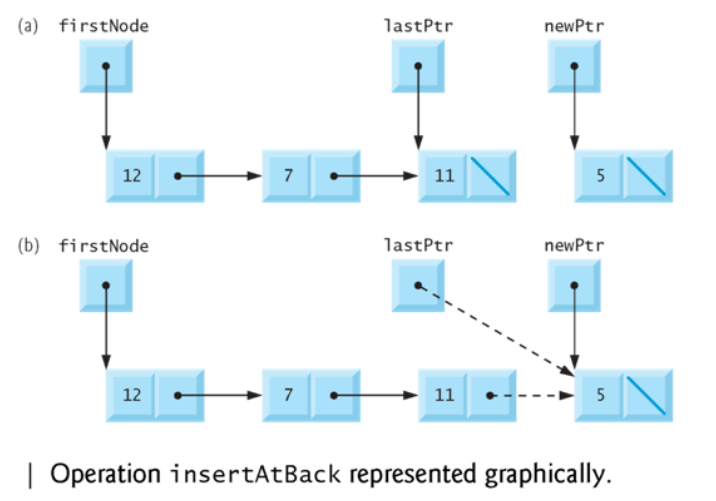 (a) firstNode lastPtr newPtr
12 7 11 5
(b) firstNode lastPtr newPtr
12 7 11 5
| Operation insertAtBack represented graphically.